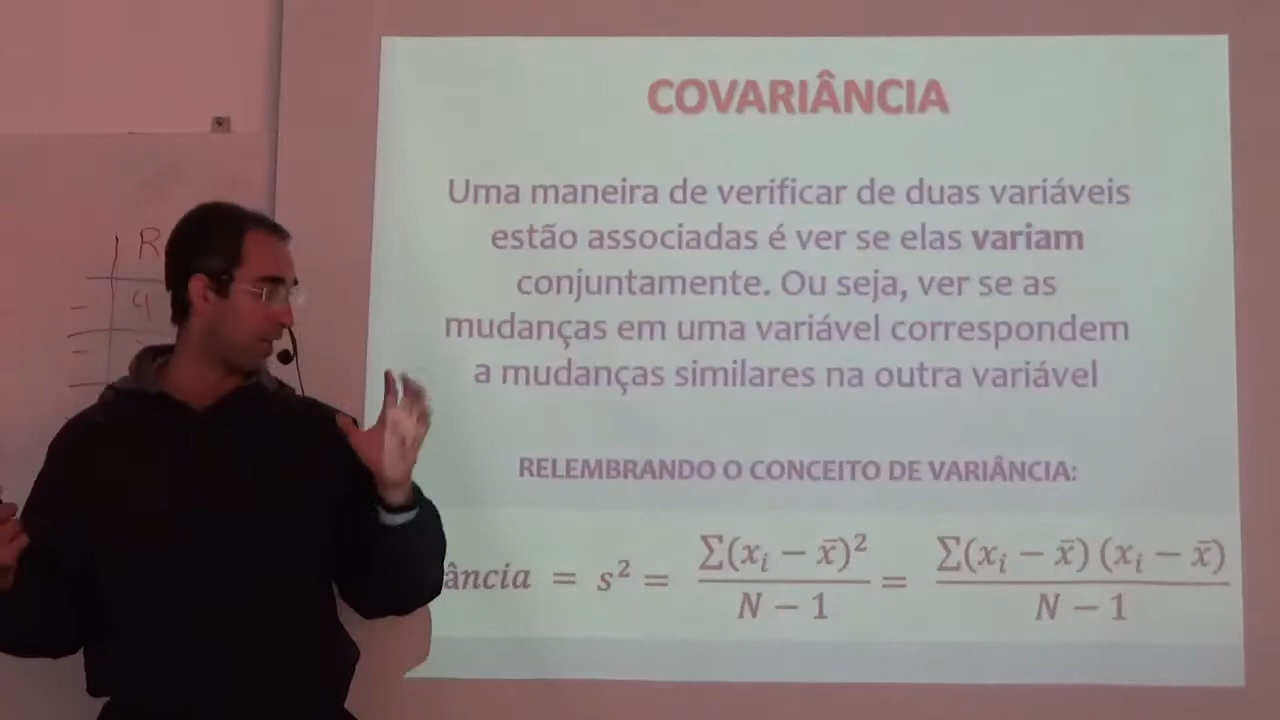 COVARIÂNCIA
Uma maneira de verificar de duas variáveis
estão associadas é ver se elas variam
conjuntamente. Ou seja, ver se as
mudanças em uma variável correspondem
a mudanças similares na outra variável
RELEMBRANDO O CONCEITO DE VARIÂNCIA:
ância = s² = ∑(xᵢ − x̄)² / N − 1 = ∑(xᵢ − x̄) (xᵢ − x̄) / N − 1
R
9